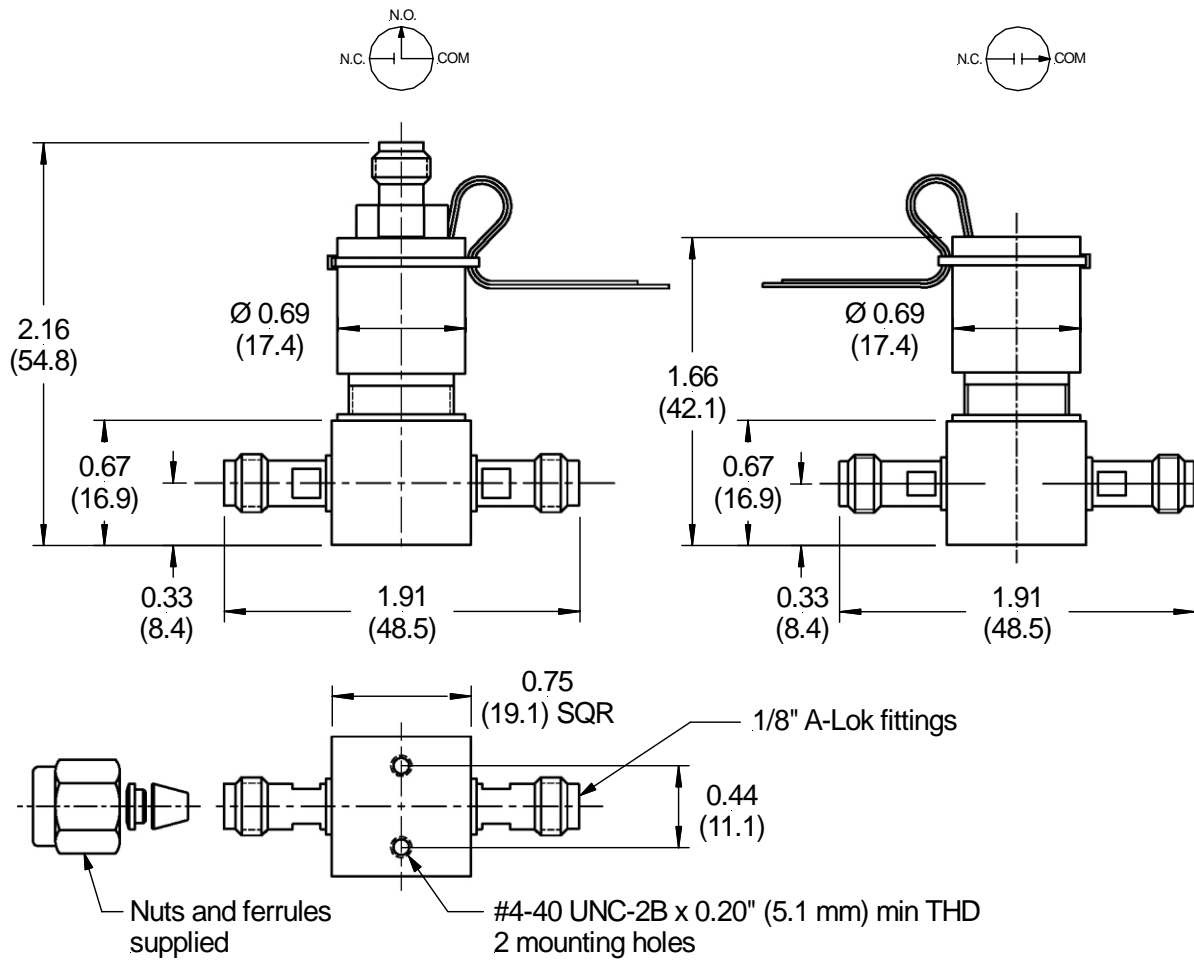 N.O.
N.C.
COM
N.C.
COM
2.16
(54.8)
Ø 0.69
(17.4)
0.67
(16.9)
0.33
(8.4)
1.91
(48.5)
1.66
(42.1)
Ø 0.69
(17.4)
0.67
(16.9)
0.33
(8.4)
1.91
(48.5)
0.75
(19.1) SQR
1/8" A-Lok fittings
0.44
(11.1)
Nuts and ferrules
supplied
#4-40 UNC-2B x 0.20" (5.1 mm) min THD
2 mounting holes